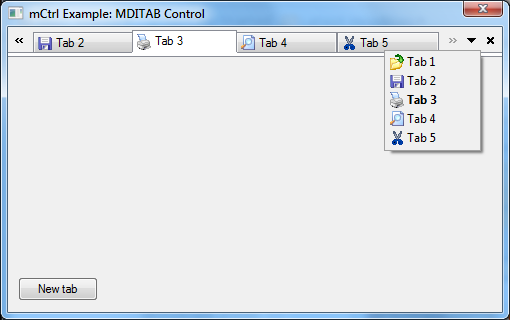 mCtrl Example: MDITAB Control
Tab 2 Tab 3 Tab 4 Tab 5
Tab 1
Tab 2
Tab 3
Tab 4
Tab 5
New tab